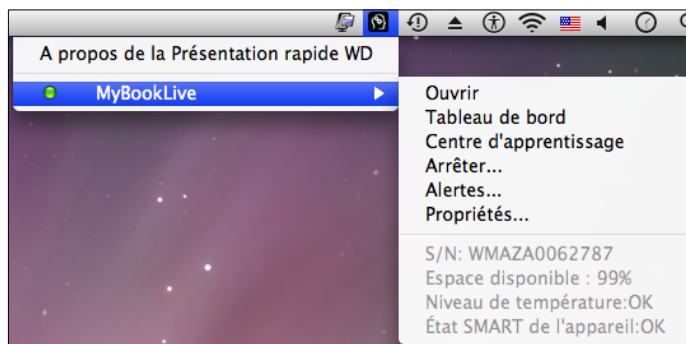 A propos de la Présentation rapide WD
MyBookLive
Ouvrir
Tableau de bord
Centre d'apprentissage
Arrêter...
Alertes...
Propriétés...
S/N: WMAZA0062787
Espace disponible : 99%
Niveau de température:OK
État SMART de l'appareil:OK